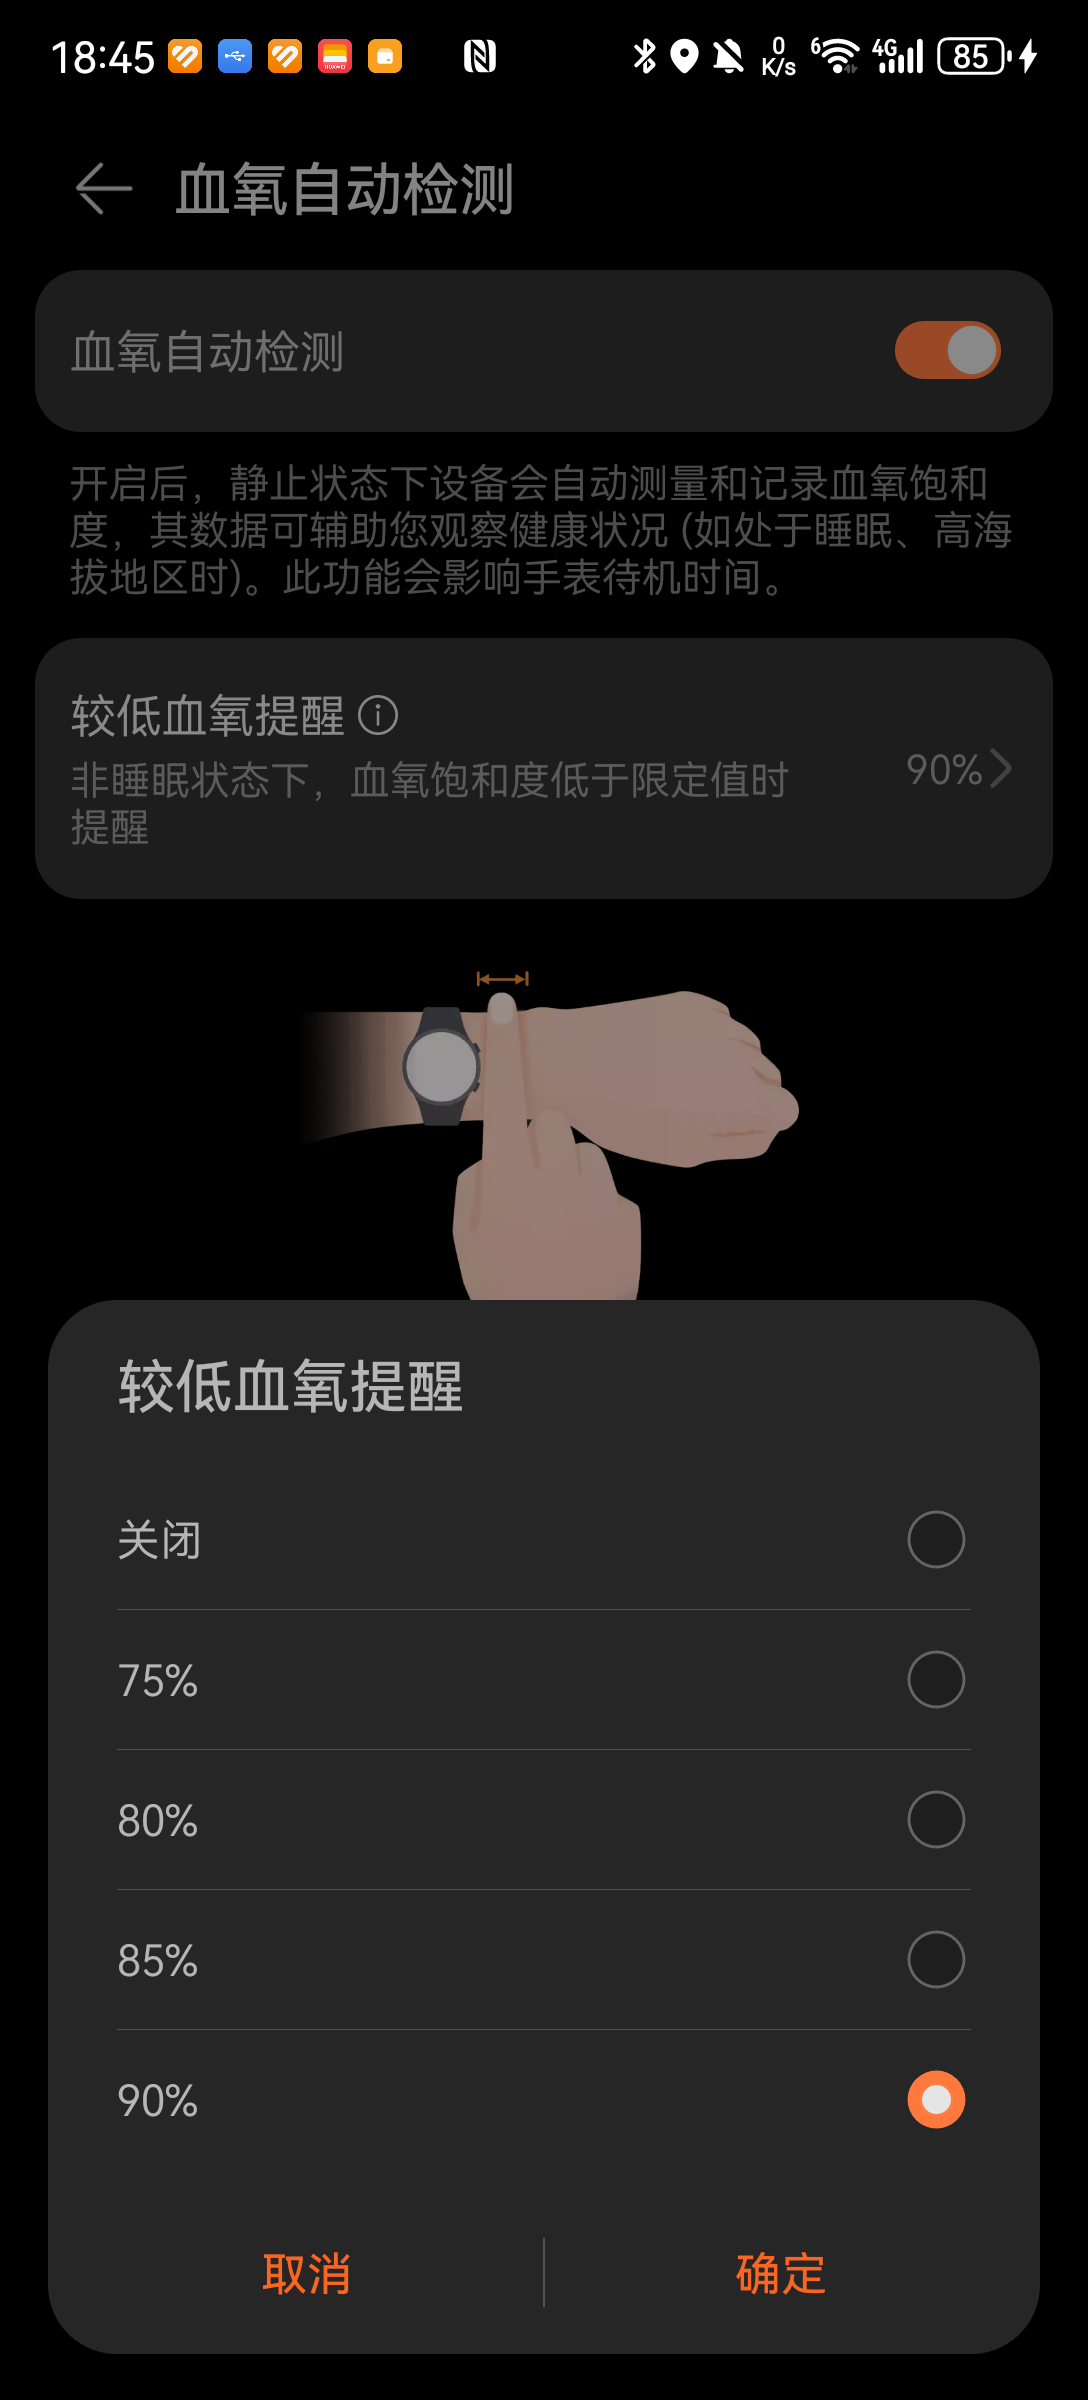 18:45
0
K/s
6
4G
85
血氧自动检测
血氧自动检测
开启后，静止状态下设备会自动测量和记录血氧饱和
度，其数据可辅助您观察健康状况 (如处于睡眠、高海
拔地区时)。此功能会影响手表待机时间。
较低血氧提醒
非睡眠状态下，血氧饱和度低于限定值时
提醒
90%
较低血氧提醒
关闭
75%
80%
85%
90%
取消
确定